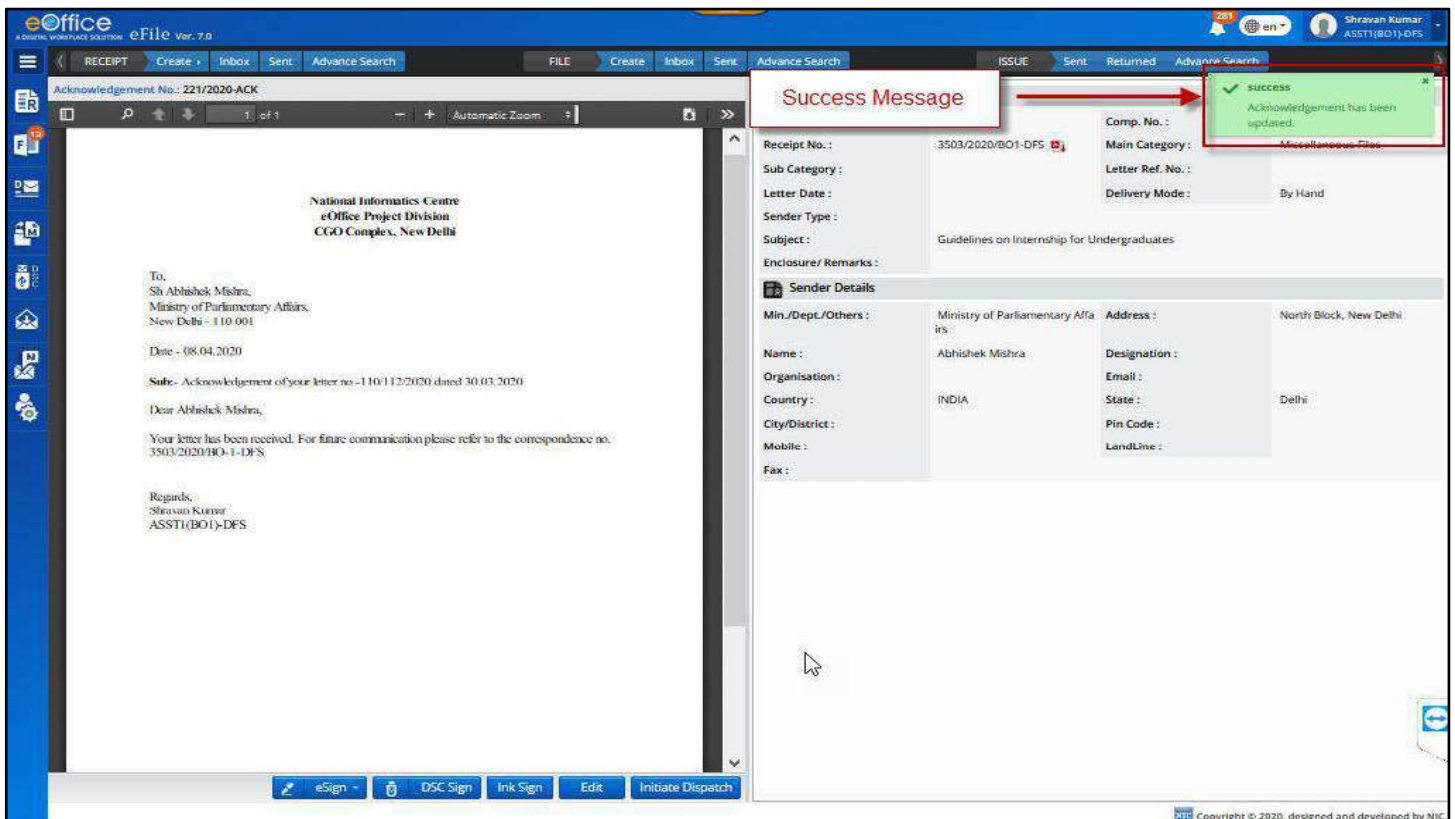 eOffice
A DIGITAL WORKPLACE SOLUTION eFile Ver. 7.0
281
en
Shravan Kumar
ASST1(BO1)-DFS
RECEIPT Create Inbox Sent Advance Search FILE Create Inbox Sent Advance Search ISSUE Sent Returned Advance Search
Acknowledgement No.: 221/2020-ACK
1 of 1 Automatic Zoom
National Informatics Centre
eOffice Project Division
CGO Complex, New Delhi
To,
Sh Abhishek Mishra,
Ministry of Parliamentary Affairs,
New Delhi - 110 001
Date - 08.04.2020
Sub:- Acknowledgement of your letter no -110/112/2020 dated 30.03.2020
Dear Abhishek Mishra,
Your letter has been received. For future communication please refer to the correspondence no.
3503/2020/BO-1-DFS
Regards,
Shravan Kumar
ASST1(BO1)-DFS
eSign DSC Sign Ink Sign Edit Initiate Dispatch
Success Message
success
Acknowledgement has been
updated.
Comp. No. :
Receipt No. : 3503/2020/BO1-DFS Main Category : Miscellaneous Files
Sub Category : Letter Ref. No. :
Letter Date : Delivery Mode : By Hand
Sender Type :
Subject : Guidelines on Internship for Undergraduates
Enclosure/ Remarks :
Sender Details
Min./Dept./Others : Ministry of Parliamentary Affa Address : North Block, New Delhi
irs
Name : Abhishek Mishra Designation :
Organisation : Email :
Country : INDIA State : Delhi
City/District : Pin Code :
Mobile : LandLine :
Fax :
NIC Copyright © 2020, designed and developed by NIC.